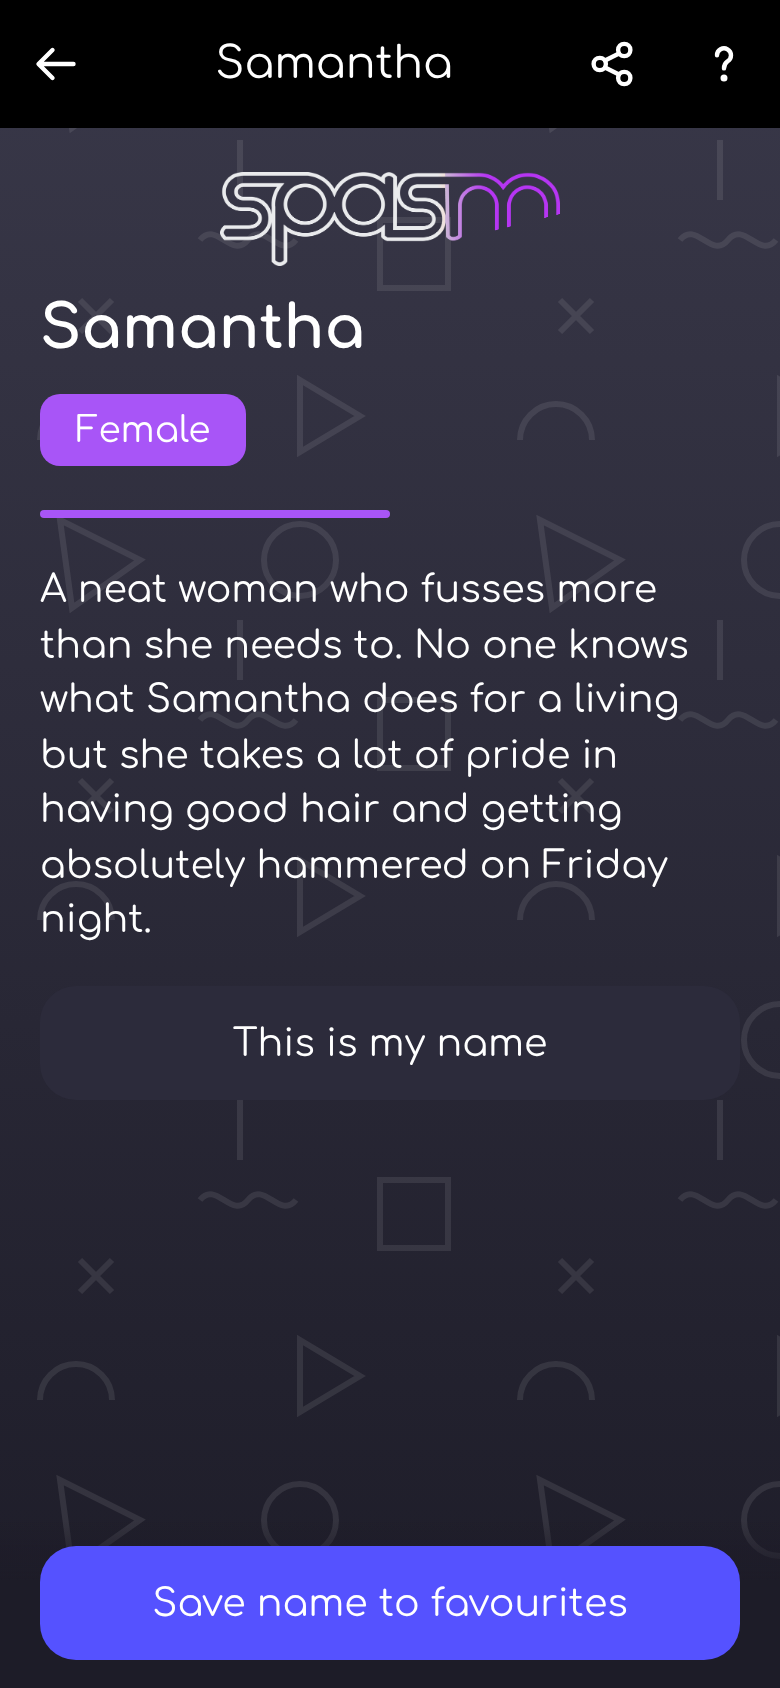 Samantha
?
spasm
Samantha
Female
A neat woman who fusses more
than she needs to. No one knows
what Samantha does for a living
but she takes a lot of pride in
having good hair and getting
absolutely hammered on Friday
night.
This is my name
Save name to favourites